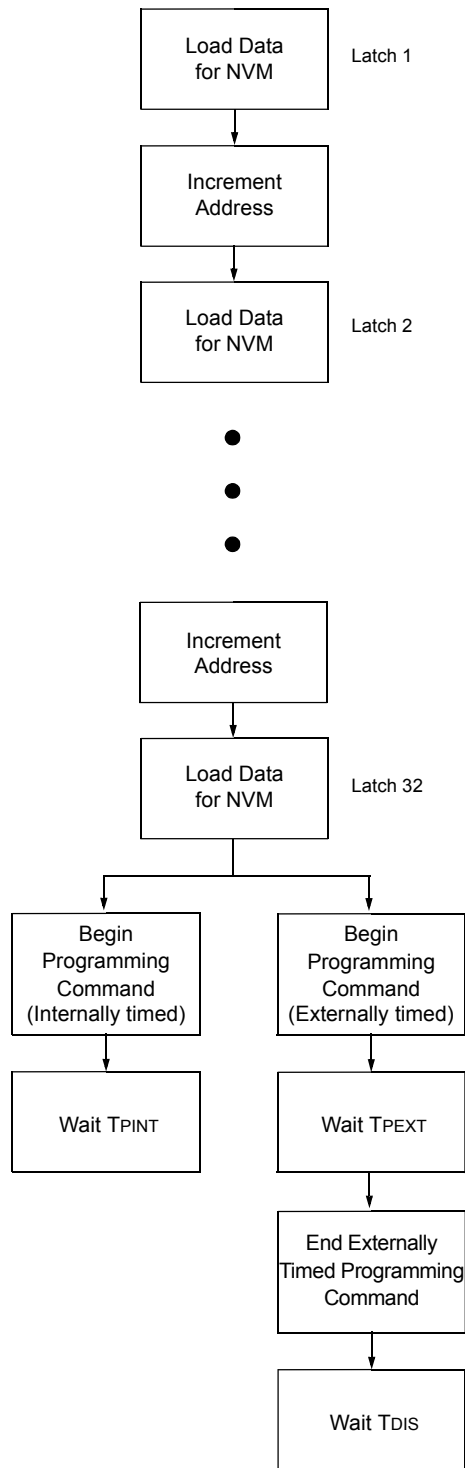 Load Data
for NVM
Latch 1
Increment
Address
Load Data
for NVM
Latch 2
Increment
Address
Load Data
for NVM
Latch 32
Begin
Programming
Command
(Internally timed)
Begin
Programming
Command
(Externally timed)
Wait TPINT
Wait TPEXT
End Externally
Timed Programming
Command
Wait TDIS